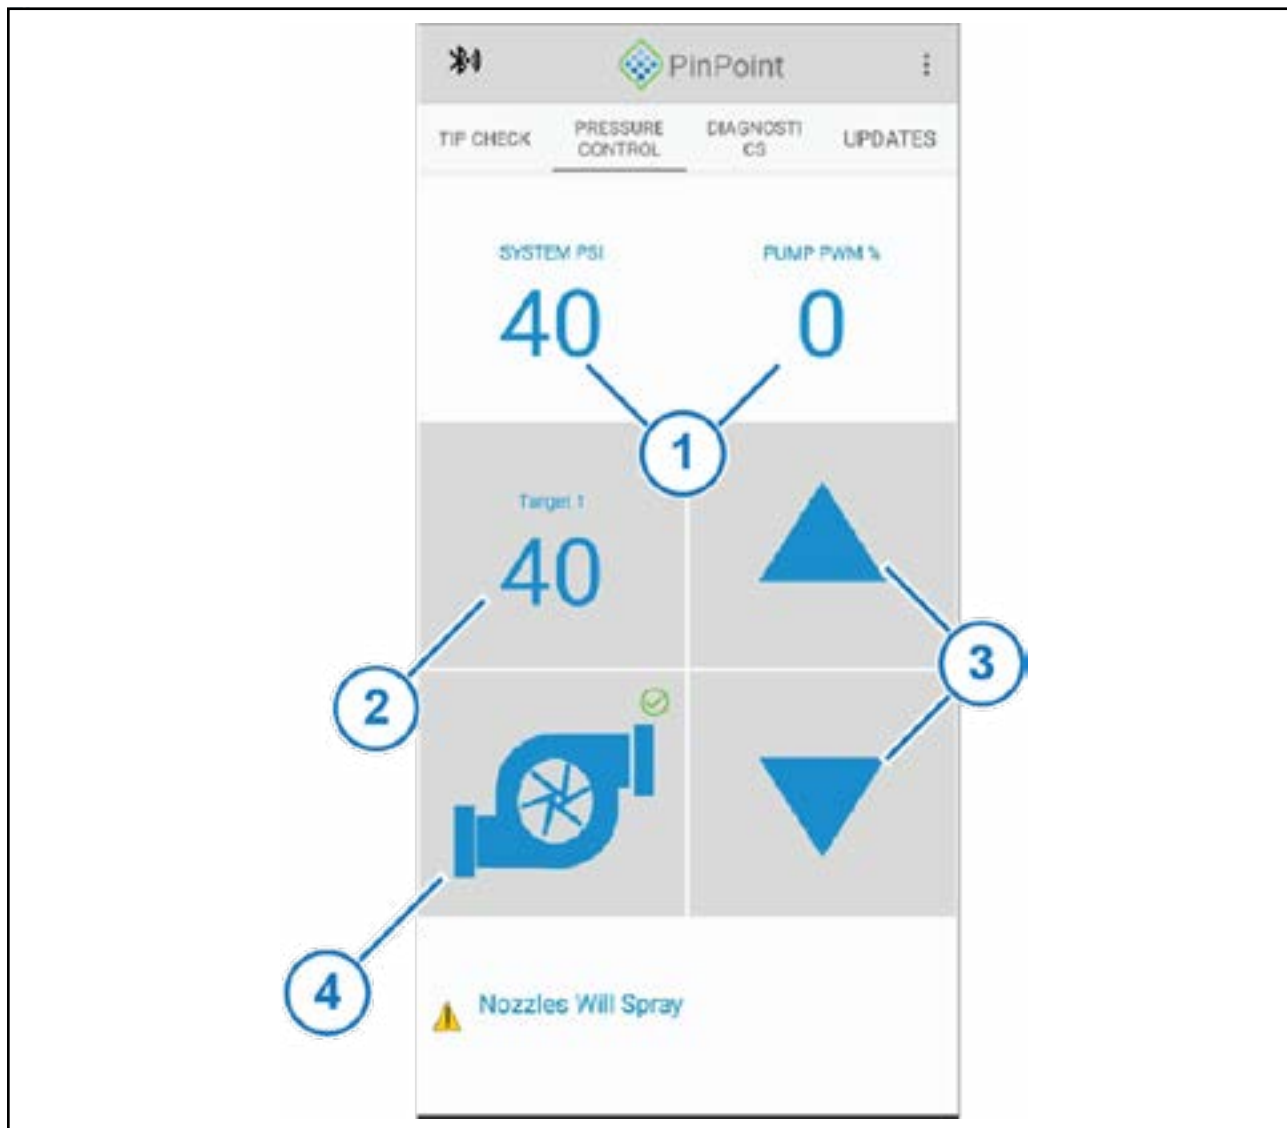 PinPoint
TIP CHECK
PRESSURE
CONTROL
DIAGNOSTI
CS
UPDATES
SYSTEM PSI
PUMP PWM %
40
0
1
Target 1
40
3
2
4
Nozzles Will Spray